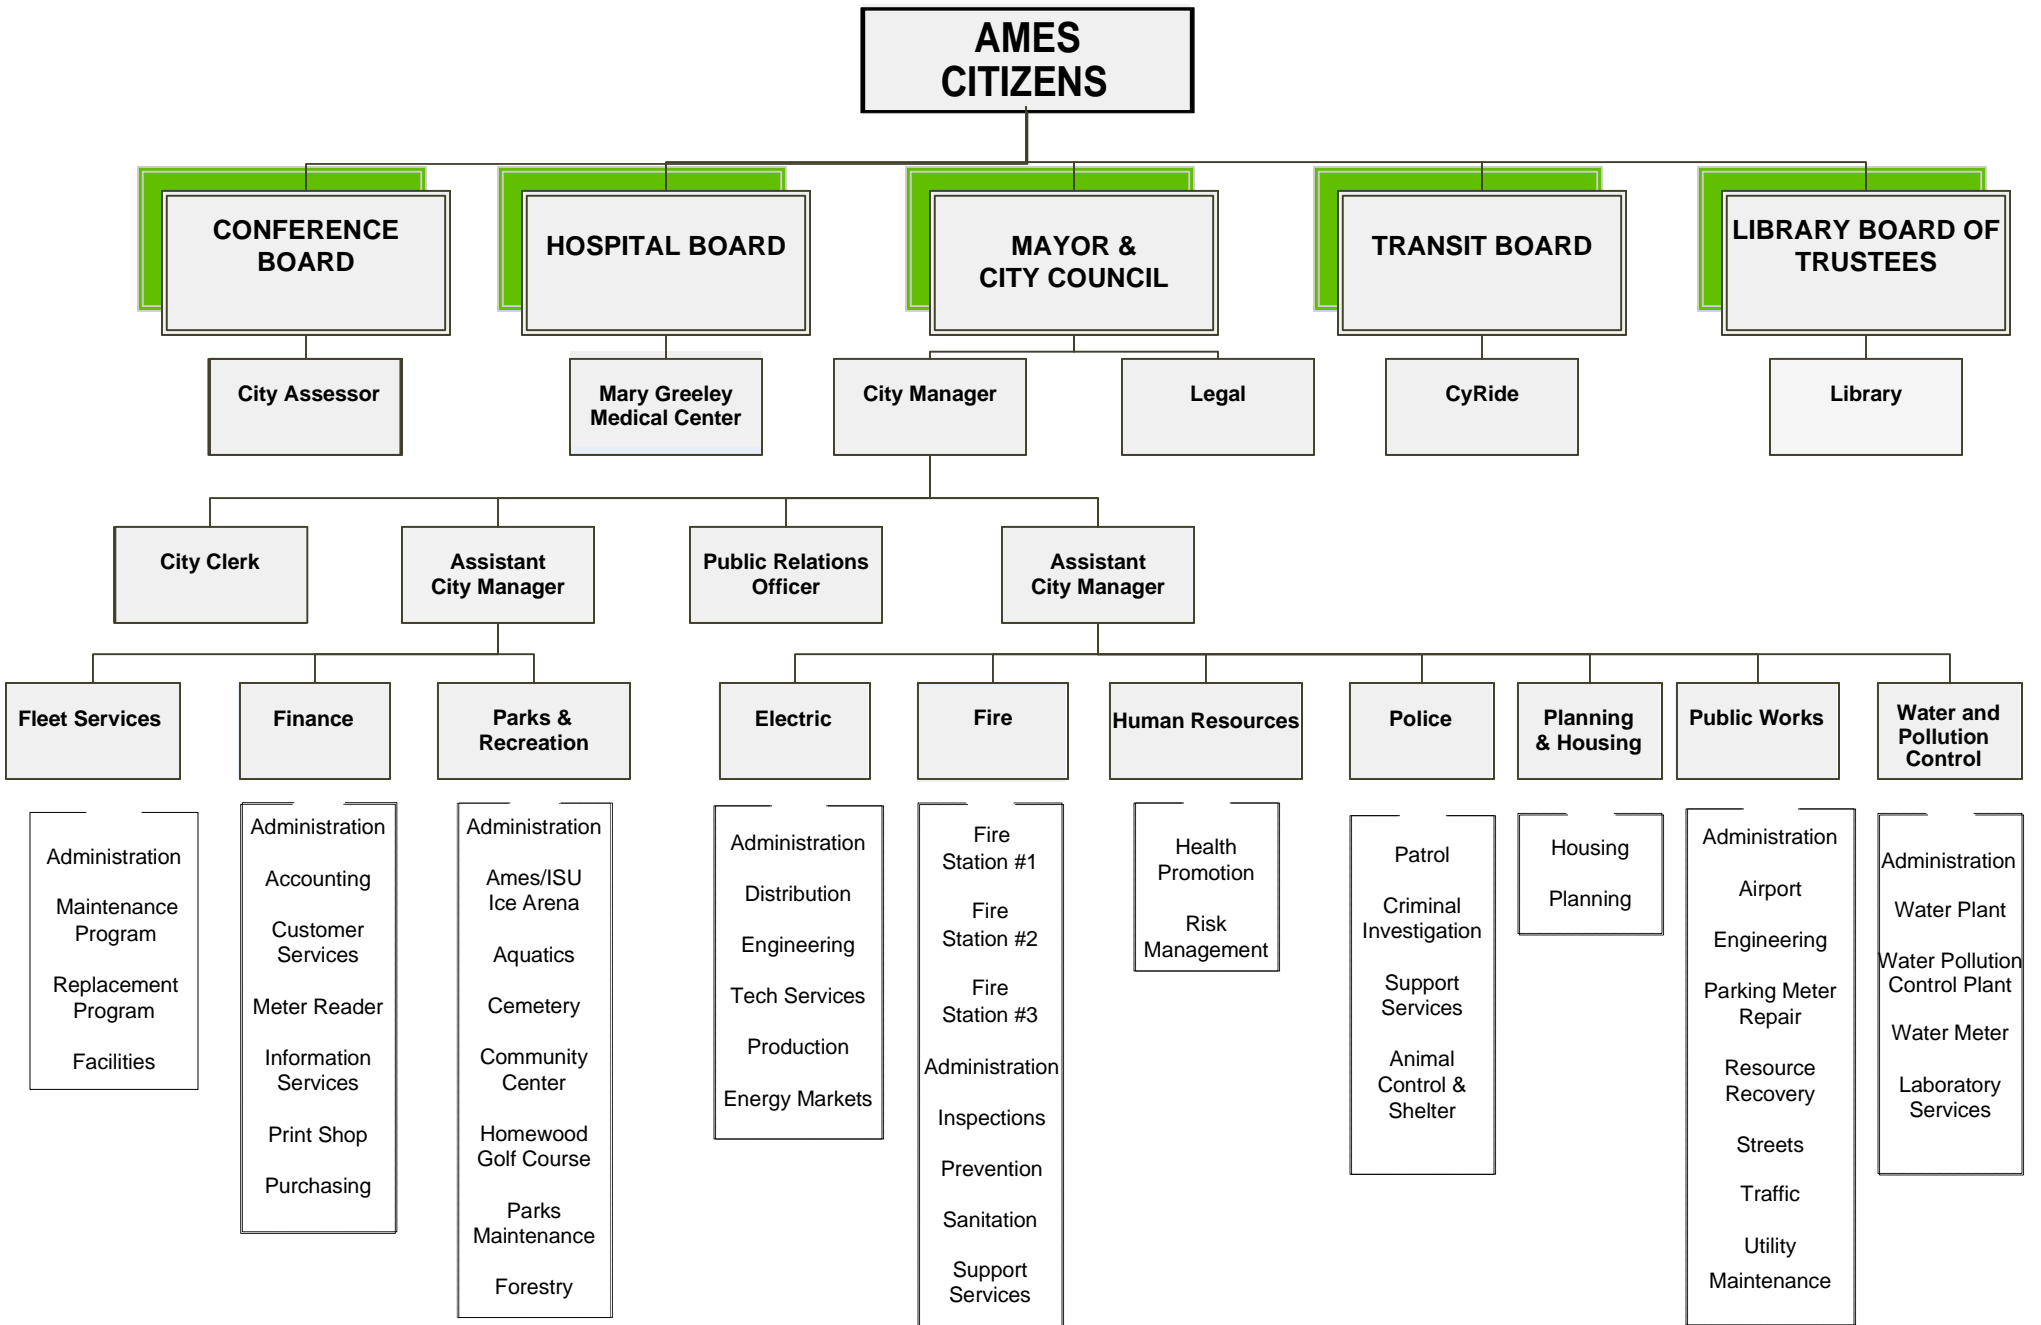 AMES
CITIZENS
CONFERENCE
BOARD
HOSPITAL BOARD
MAYOR &
CITY COUNCIL
TRANSIT BOARD
LIBRARY BOARD OF
TRUSTEES
City Assessor
Mary Greeley
Medical Center
City Manager
Legal
CyRide
Library
City Clerk
Assistant
City Manager
Public Relations
Officer
Assistant
City Manager
Fleet Services
Finance
Parks &
Recreation
Electric
Fire
Human Resources
Police
Planning
& Housing
Public Works
Water and
Pollution
Control
Administration
Maintenance
Program
Replacement
Program
Facilities
Administration
Accounting
Customer
Services
Meter Reader
Information
Services
Print Shop
Purchasing
Administration
Ames/ISU
Ice Arena
Aquatics
Cemetery
Community
Center
Homewood
Golf Course
Parks
Maintenance
Forestry
Administration
Distribution
Engineering
Tech Services
Production
Energy Markets
Fire
Station #1
Fire
Station #2
Fire
Station #3
Administration
Inspections
Prevention
Sanitation
Support
Services
Health
Promotion
Risk
Management
Patrol
Criminal
Investigation
Support
Services
Animal
Control &
Shelter
Housing
Planning
Administration
Airport
Engineering
Parking Meter
Repair
Resource
Recovery
Streets
Traffic
Utility
Maintenance
Administration
Water Plant
Water Pollution
Control Plant
Water Meter
Laboratory
Services